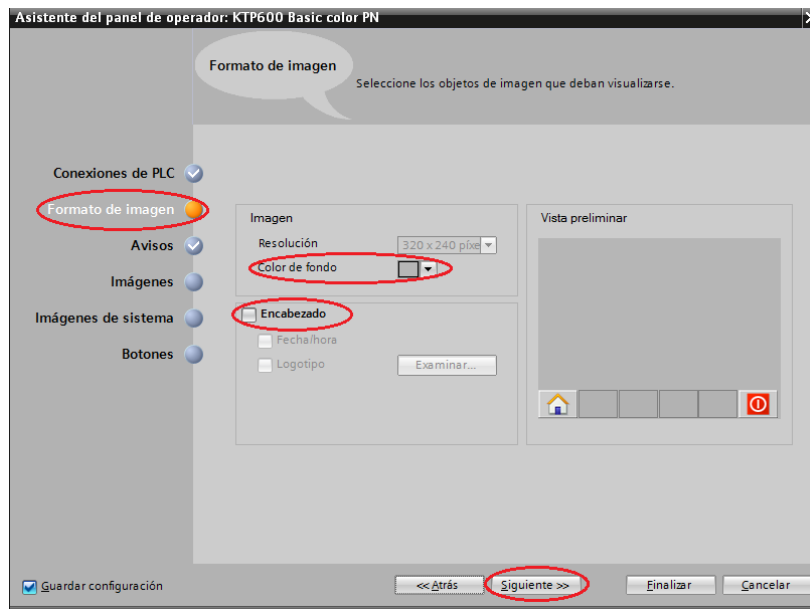 Asistente del panel de operador: KTP600 Basic color PN
Formato de imagen
Seleccione los objetos de imagen que deban visualizarse.
Conexiones de PLC
Formato de imagen
Avisos
Imágenes
Imágenes de sistema
Botones
Imagen
Resolución
320 x 240 píxe
Color de fondo
Encabezado
Fecha/hora
Logotipo
Examinar...
Vista preliminar
Guardar configuración
<< Atrás
Siguiente >>
Finalizar
Cancelar